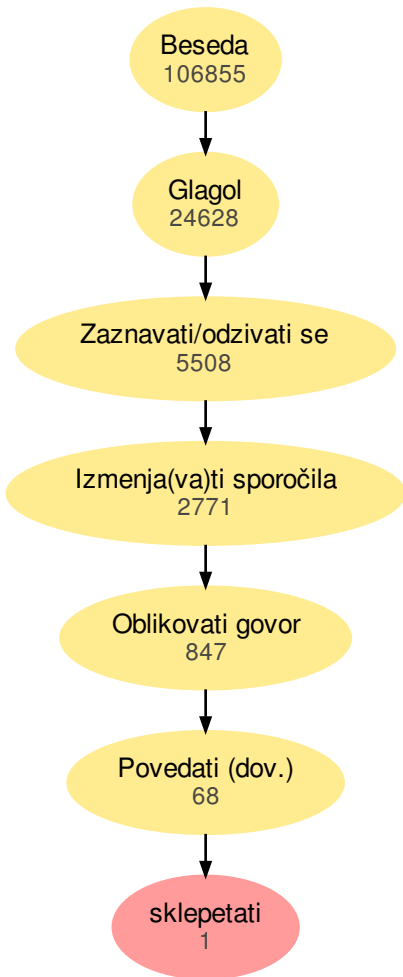 Beseda
106855
Glagol
24628
Zaznavati/odzivati se
5508
Izmenja(va)ti sporočila
2771
Oblikovati govor
847
Povedati (dov.)
68
sklepetati
1